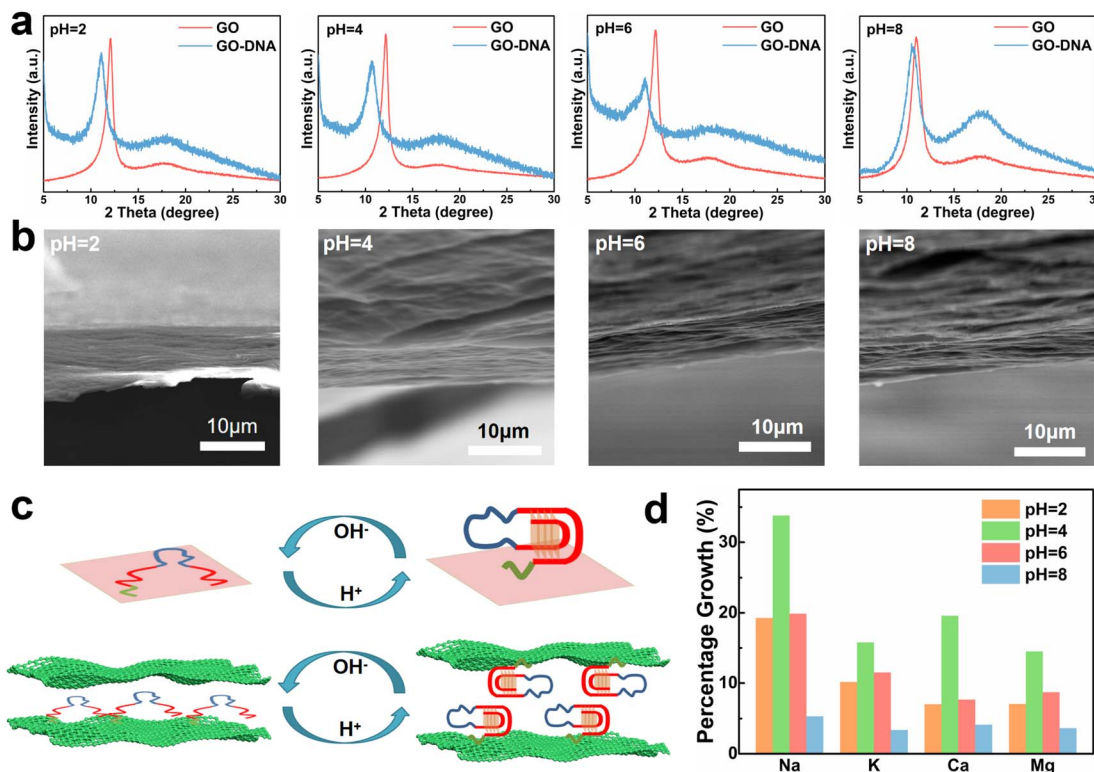 a
pH=2
GO
GO-DNA
Intensity (a.u.)
5 10 15 20 25 30
2 Theta (degree)
pH=4
GO
GO-DNA
Intensity (a.u.)
5 10 15 20 25 30
2 Theta (degree)
pH=6
GO
GO-DNA
Intensity (a.u.)
5 10 15 20 25 30
2 Theta (degree)
pH=8
GO
GO-DNA
Intensity (a.u.)
5 10 15 20 25 30
2 Theta (degree)
b
pH=2
10μm
pH=4
10μm
pH=6
10μm
pH=8
10μm
c
OH-
H+
OH-
H+
d
pH=2
pH=4
pH=6
pH=8
Percentage Growth (%)
30
20
10
0
Na K Ca Mg